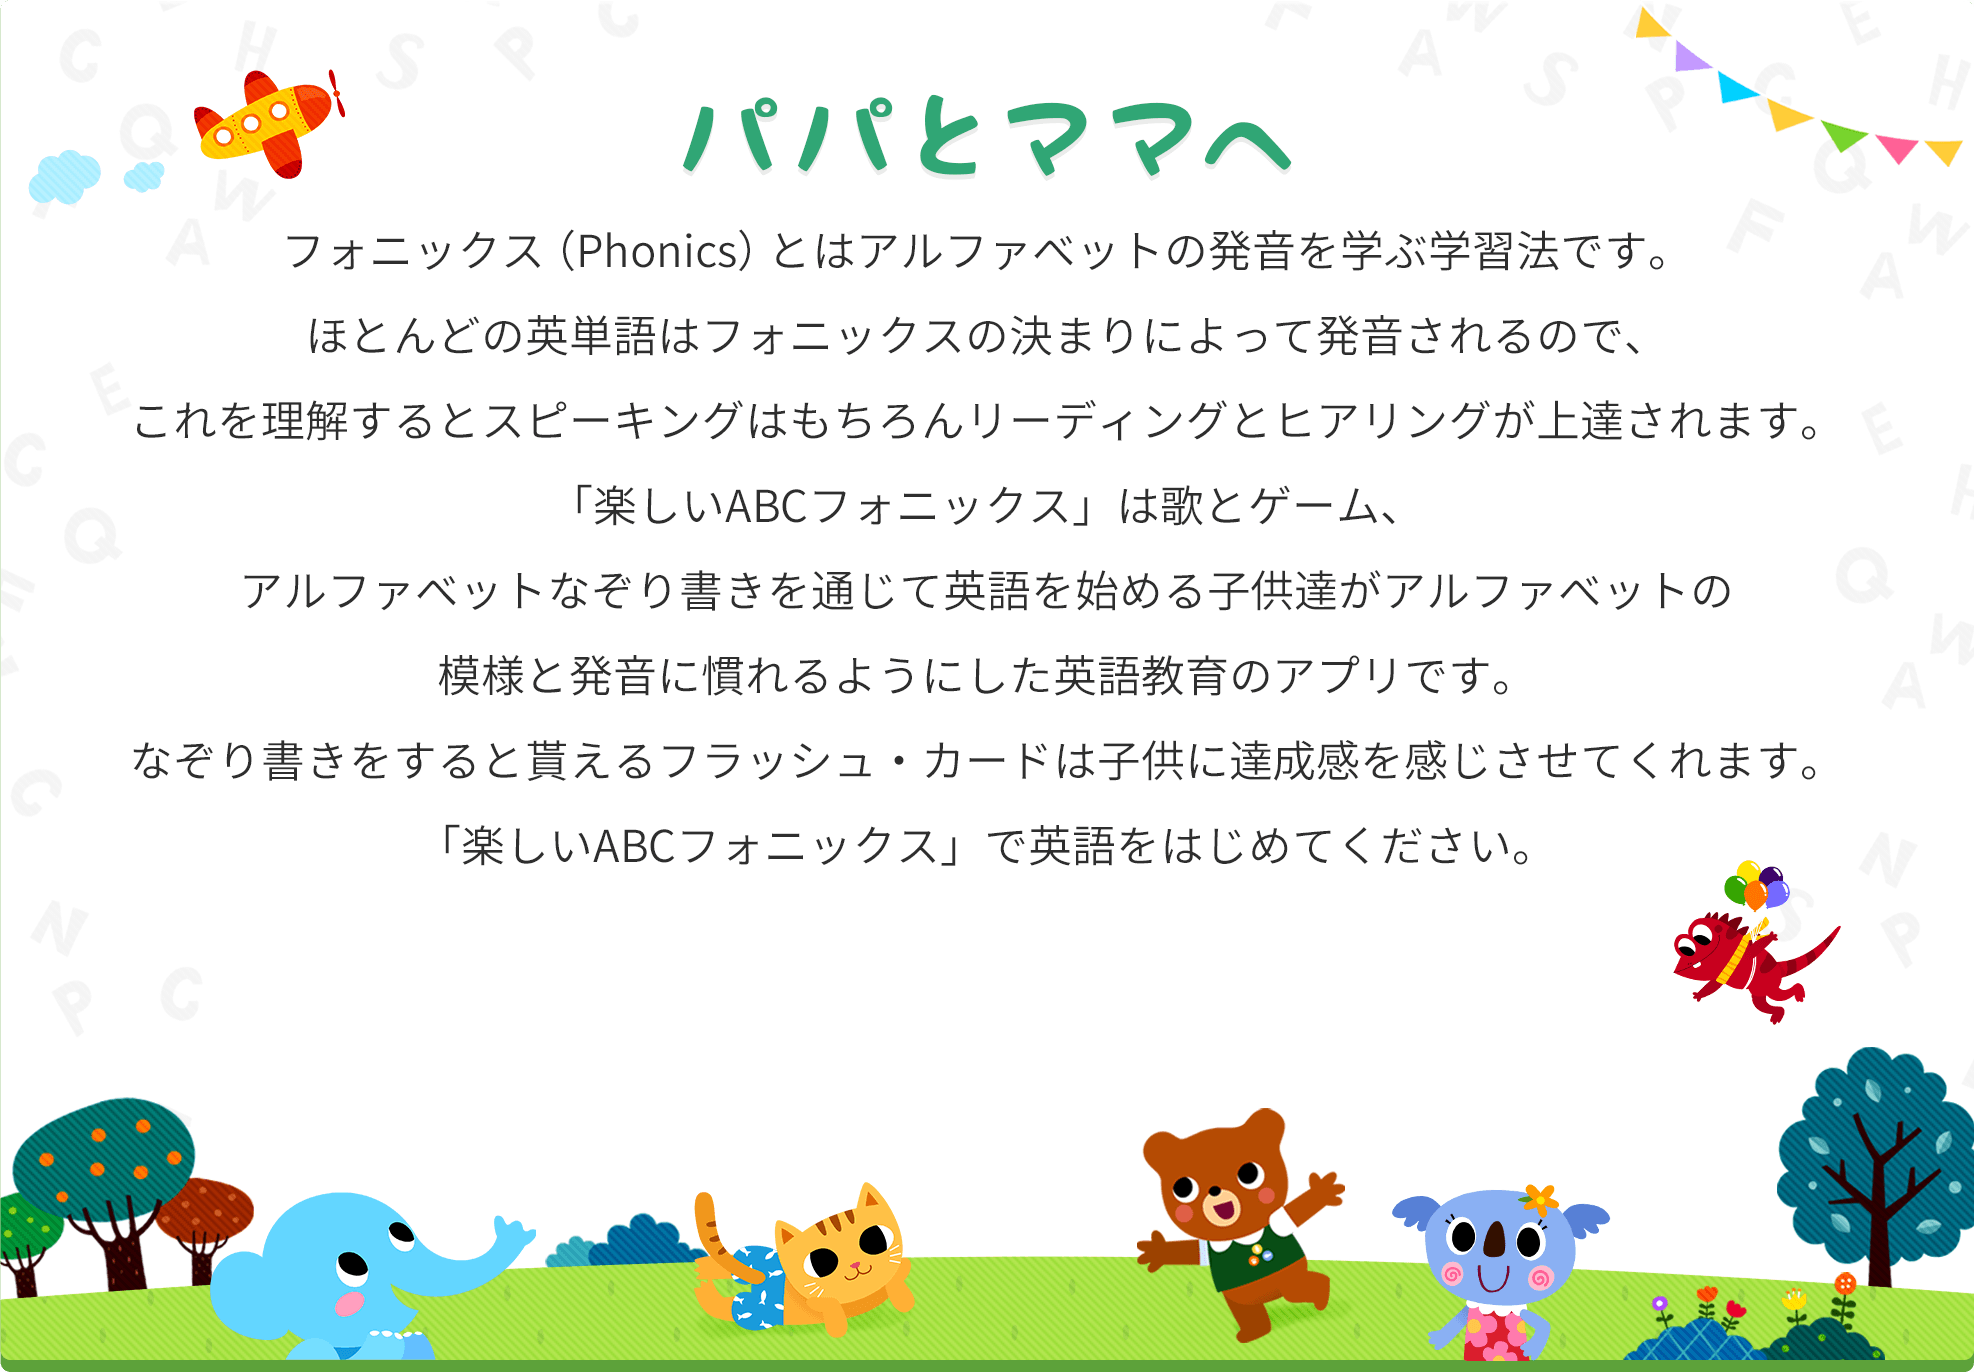 パパとママへ
フォニックス（Phonics）とはアルファベットの発音を学ぶ学習法です。
ほとんどの英単語はフォニックスの決まりによって発音されるので、
これを理解するとスピーキングはもちろんリーディングとヒアリングが上達されます。
「楽しいABCフォニックス」は歌とゲーム、
アルファベットなぞり書きを通じて英語を始める子供達がアルファベットの
模様と発音に慣れるようにした英語教育のアプリです。
なぞり書きをすると貰えるフラッシュ・カードは子供に達成感を感じさせてくれます。
「楽しいABCフォニックス」で英語をはじめてください。